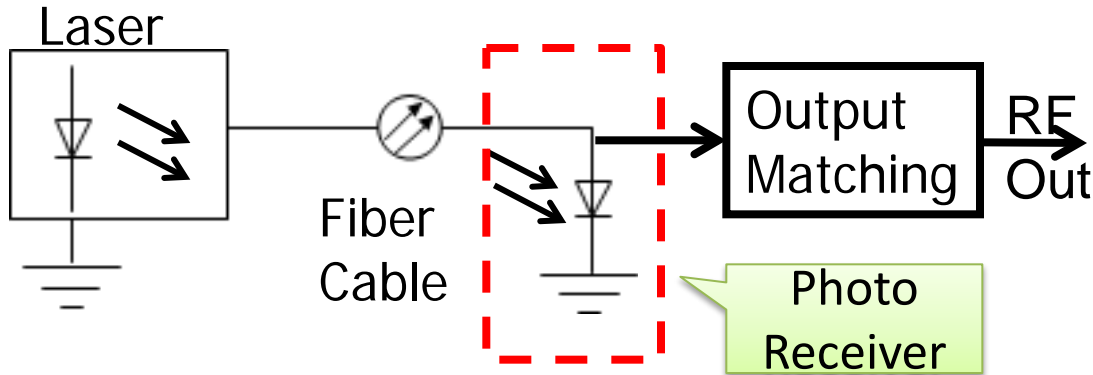 Laser
Fiber
Cable
Output
Matching
RF
Out
Photo
Receiver